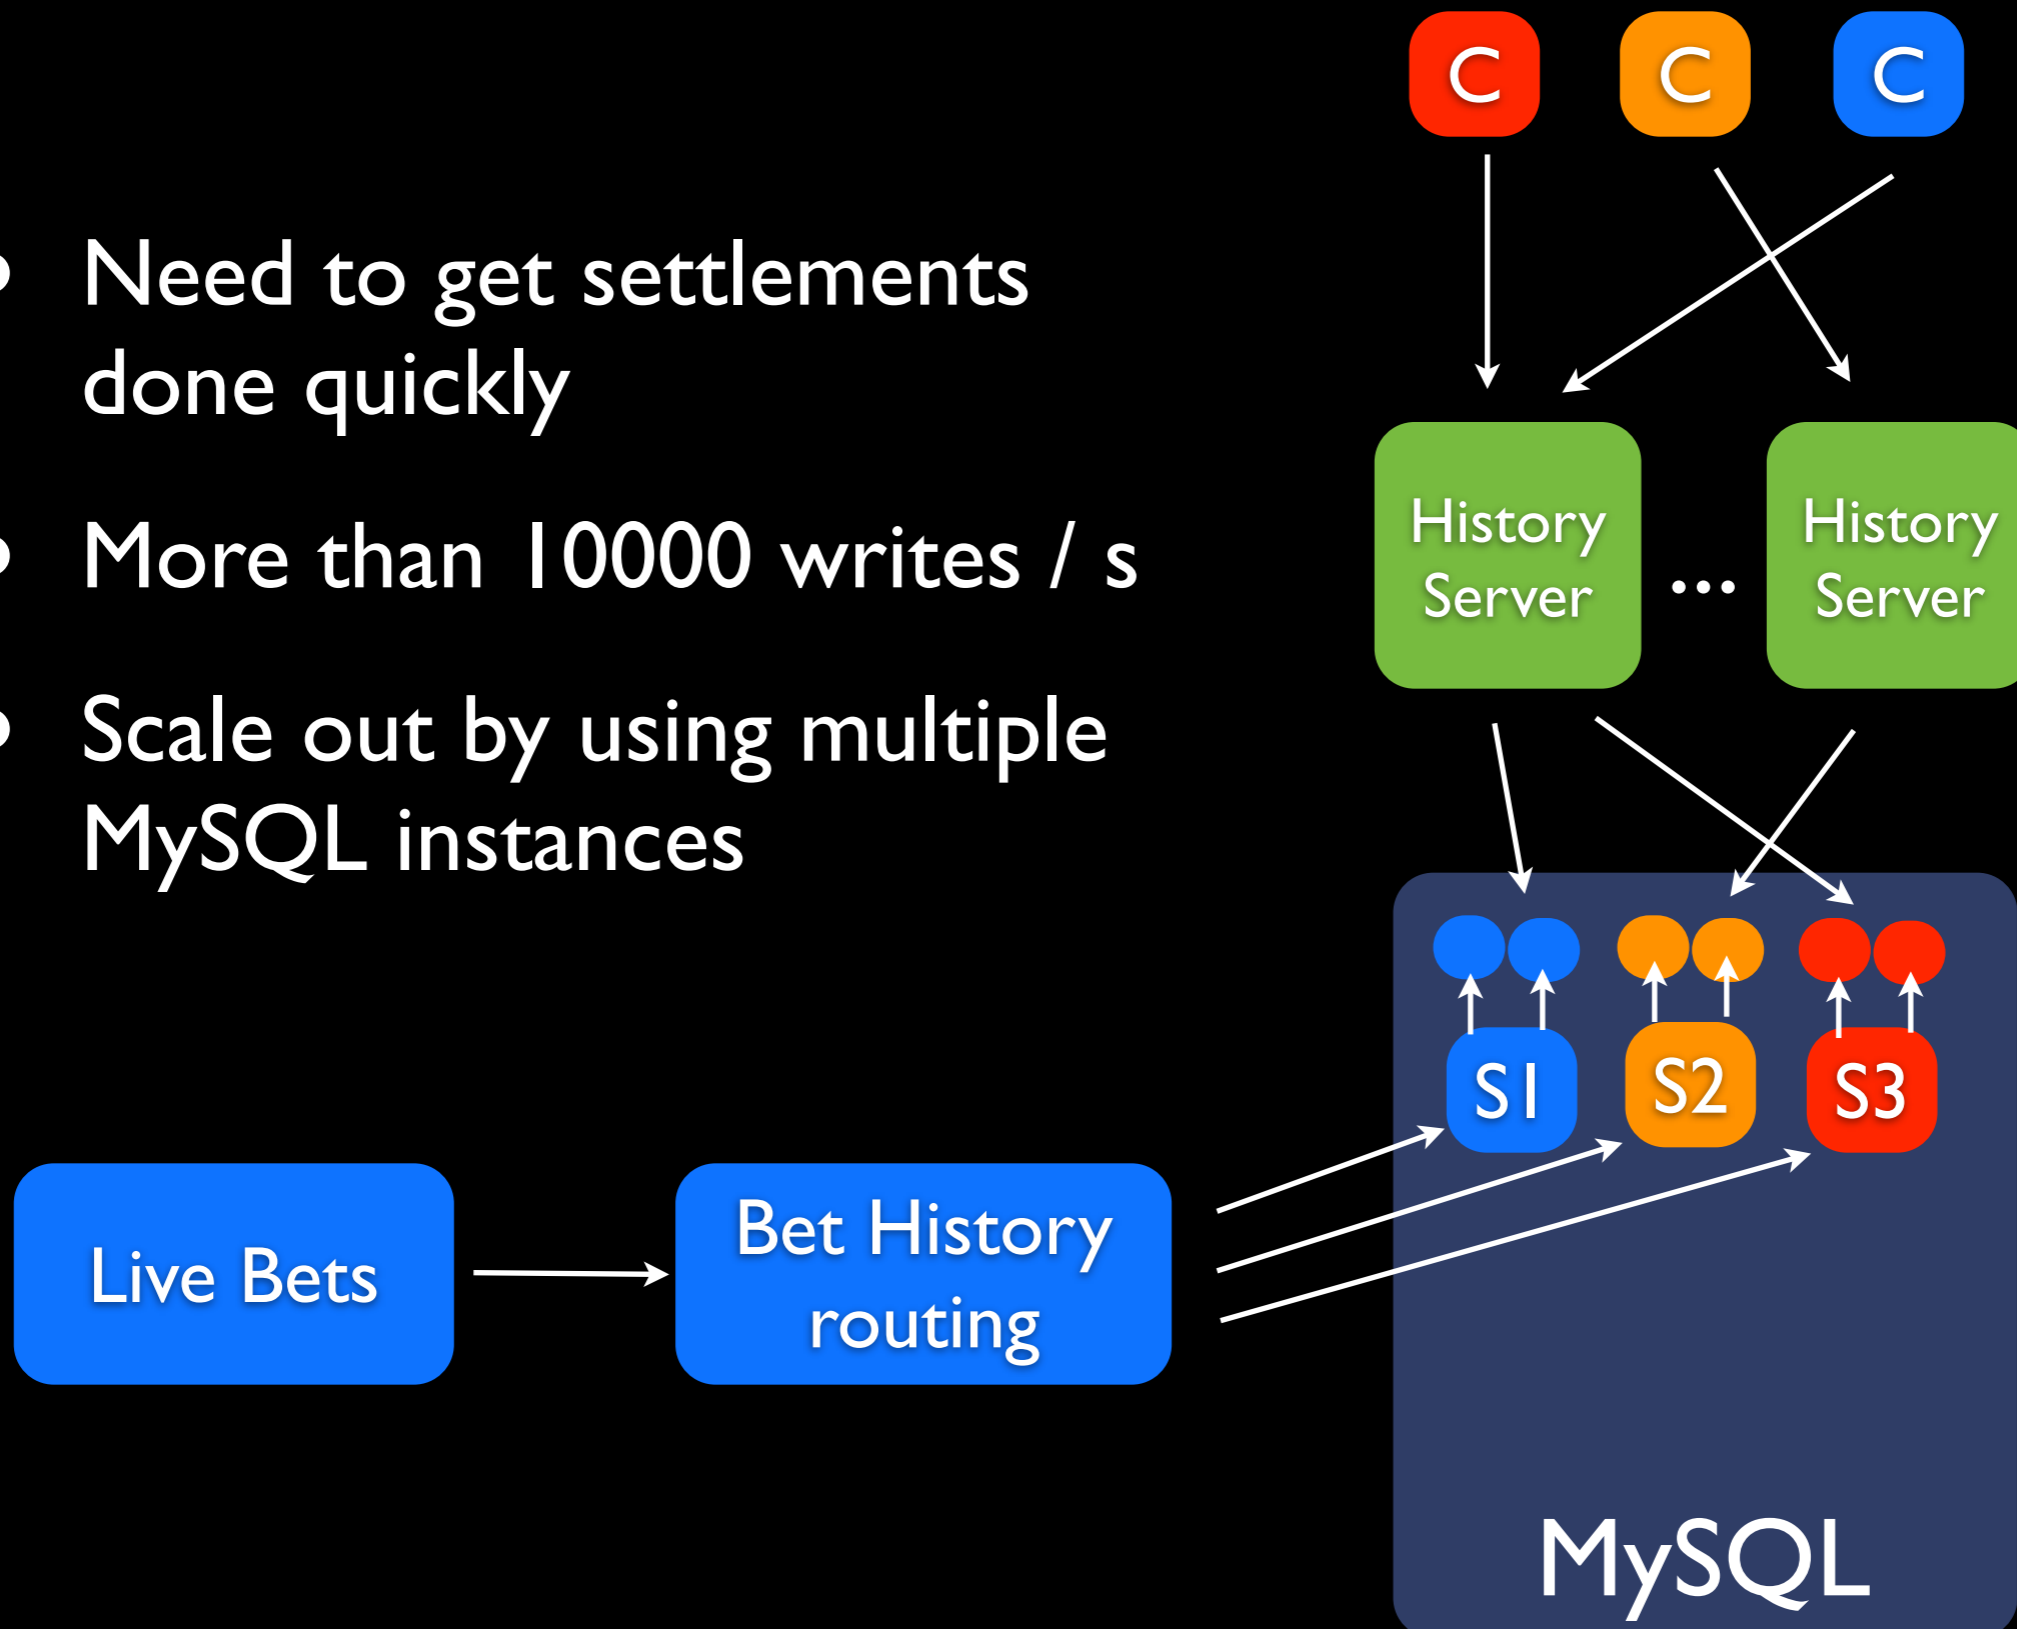 C C C
• Need to get settlements
done quickly
• More than 10000 writes / s
• Scale out by using multiple
MySQL instances
History
Server
...
History
Server
S1 S2 S3
Live Bets
Bet History
routing
MySQL